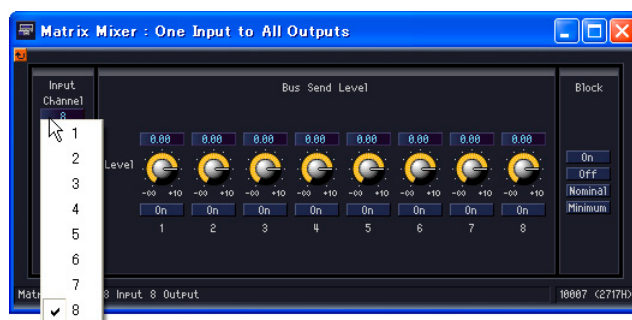 Matrix Mixer : One Input to All Outputs
Input Channel
Bus Send Level
Block
8
1
2
3
4
5
6
7
✓ 8
0.00 0.00 0.00 0.00 0.00 0.00 0.00 0.00
Level
-∞ +10 -∞ +10 -∞ +10 -∞ +10 -∞ +10 -∞ +10 -∞ +10 -∞ +10
On On On On On On On On
1 2 3 4 5 6 7 8
On
Off
Nominal
Minimum
Matr
8 Input 8 Output
10007 (2717H)